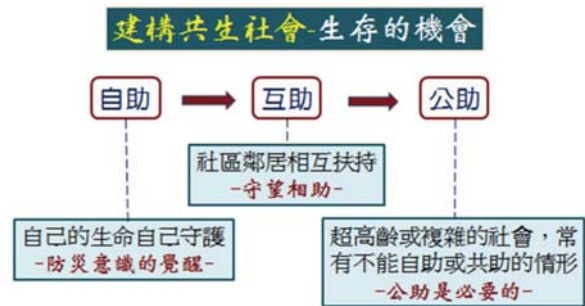 建構共生社會-生存的機會
自助
互助
公助
社區鄰居相互扶持
-守望相助-
自己的生命自己守護
-防災意識的覺醒-
超高齡或複雜的社會，常
有不能自助或共助的情形
-公助是必要的-